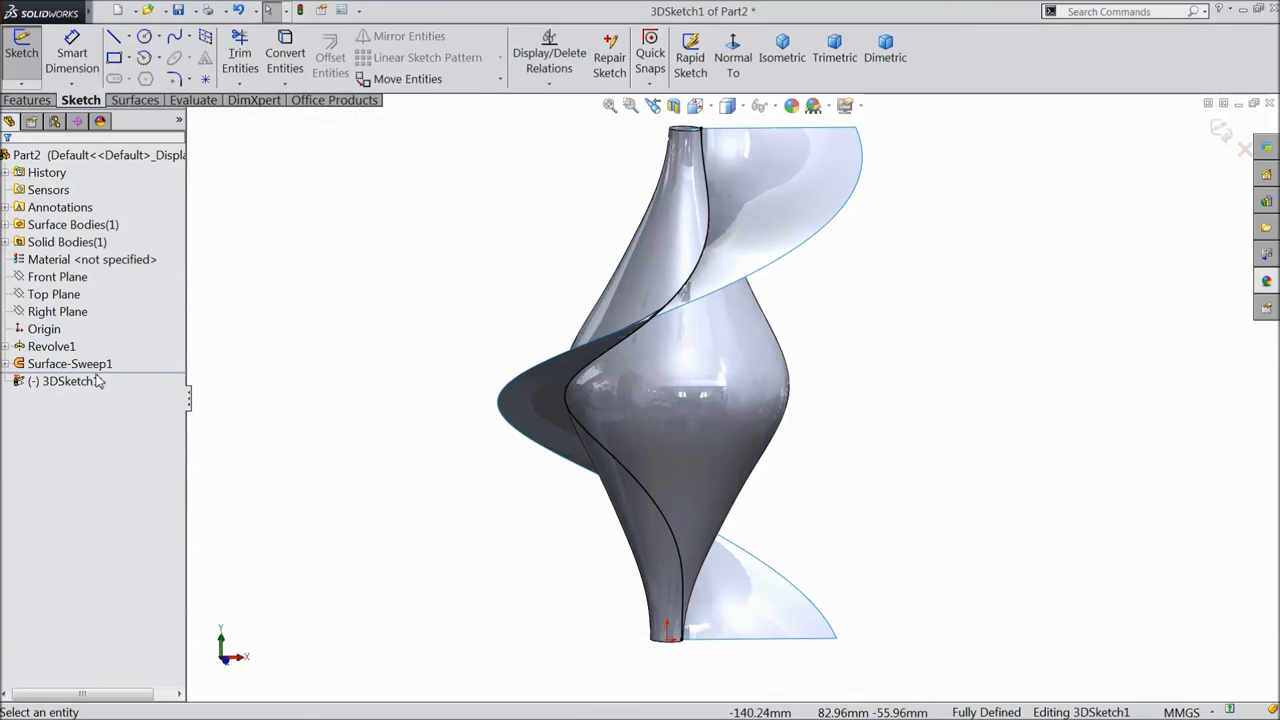 SOLIDWORKS
3DSketch1 of Part2 *
Search Commands
Sketch
Smart Dimension
Trim Entities
Convert Entities
Offset Entities
Mirror Entities
Linear Sketch Pattern
Move Entities
Display/Delete Relations
Repair Sketch
Quick Snaps
Rapid Sketch
Normal To
Isometric
Trimetric
Dimetric
Features
Sketch
Surfaces
Evaluate
DimXpert
Office Products
Part2 (Default<<Default>_Displa
History
Sensors
Annotations
Surface Bodies(1)
Solid Bodies(1)
Material <not specified>
Front Plane
Top Plane
Right Plane
Origin
Revolve1
Surface-Sweep1
(-) 3DSketch1
Y
X
Select an entity
-140.24mm
82.96mm -55.96mm
Fully Defined
Editing 3DSketch1
MMGS